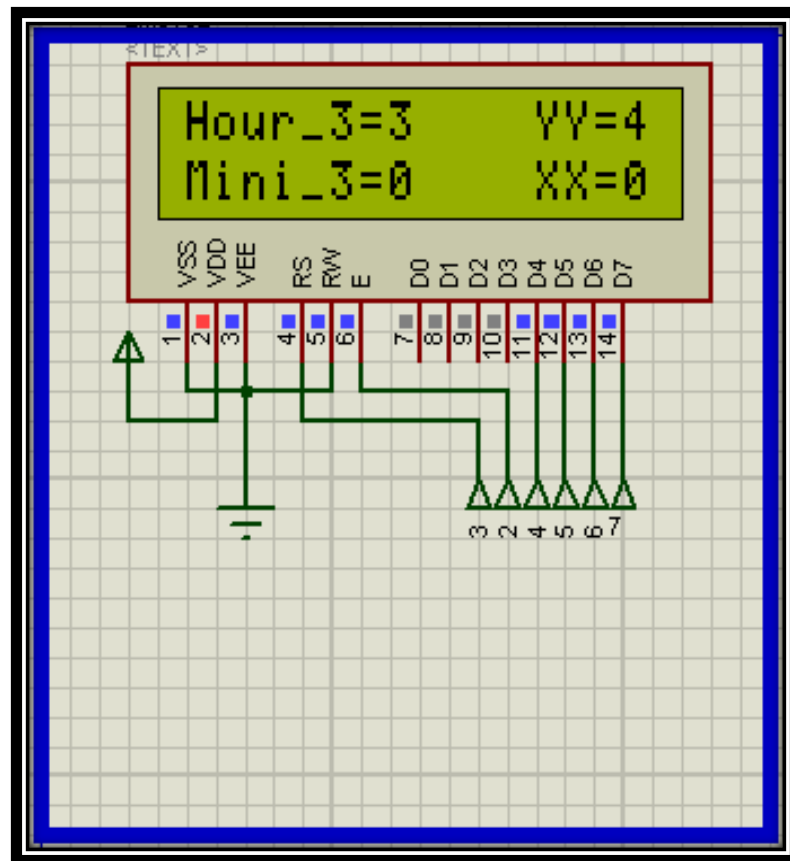 <TEXT>
Hour_3=3 YY=4
Mini_3=0 XX=0
VSS VDD VEE RS RW E D0 D1 D2 D3 D4 D5 D6 D7
1 2 3 4 5 6 7 8 9 10 11 12 13 14
3 2 4 5 6 7